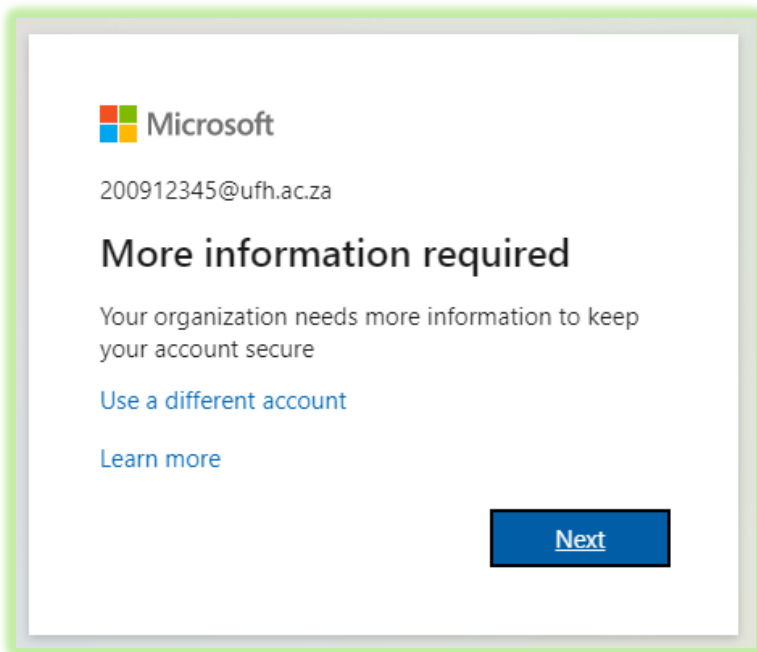 Microsoft
200912345@ufh.ac.za
More information required
Your organization needs more information to keep
your account secure
Use a different account
Learn more
Next